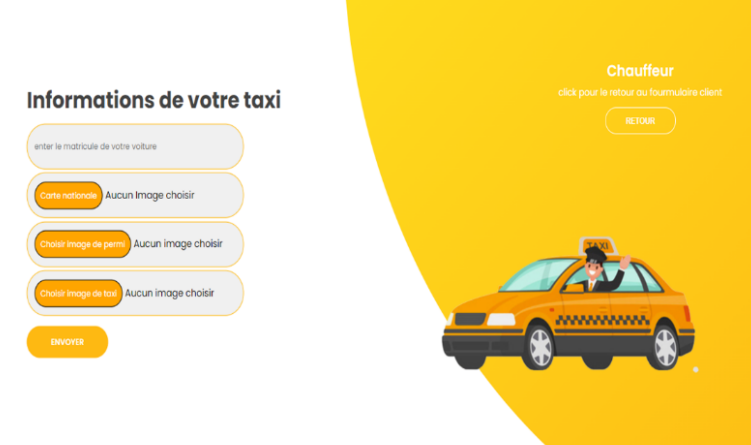 Informations de votre taxi
enter le matricule de votre voiture
Carte nationale Aucun Image choisir
Choisir image de permi Aucun image choisir
Choisir image de taxi Aucun image choisir
ENVOYER
Chauffeur
click pour le retour au fourmulaire client
RETOUR
TAXI